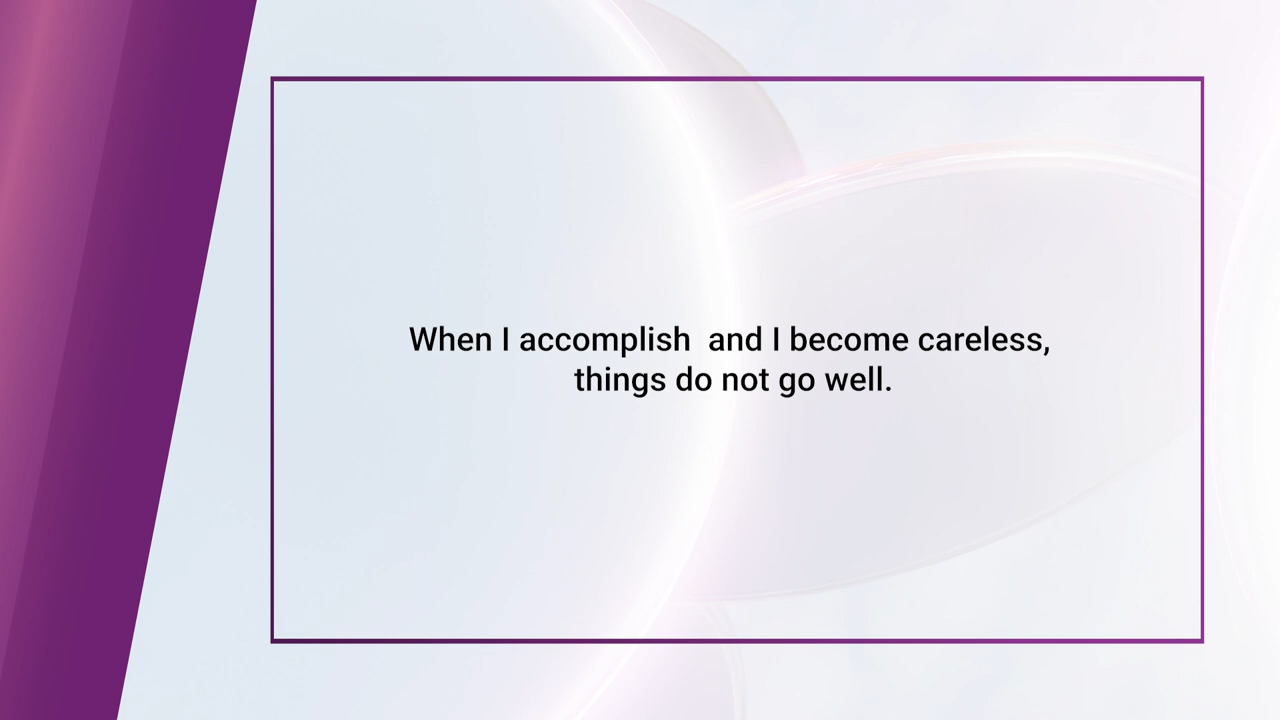 When I accomplish  and I become careless,
things do not go well.